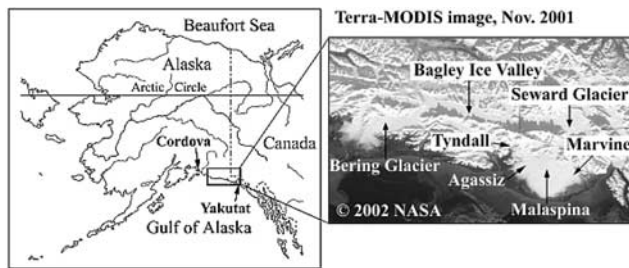 Beaufort Sea
Alaska
Arctic Circle
Cordova
Canada
Yakutat
Gulf of Alaska
Terra-MODIS image, Nov. 2001
Bagley Ice Valley
Seward Glacier
Tyndall
Marvine
Bering Glacier
Agassiz
Malaspina
© 2002 NASA